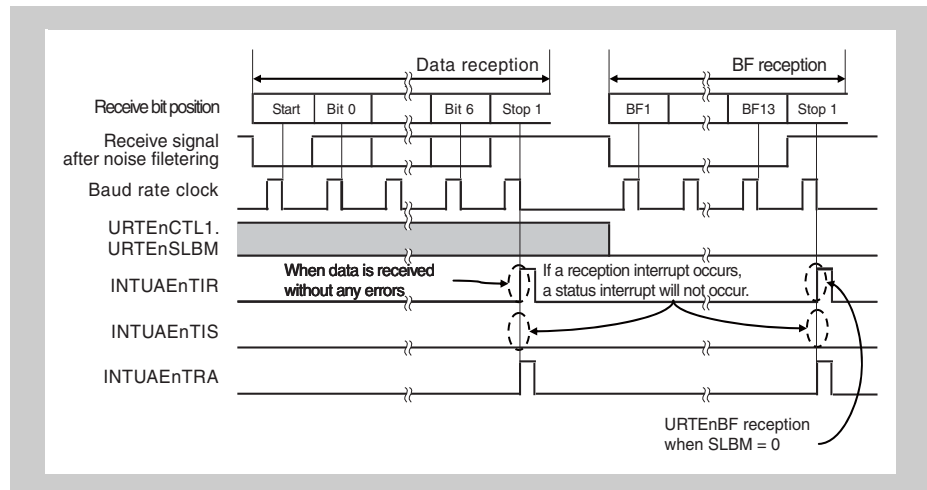 Data reception
BF reception
Receive bit position
Start
Bit 0
Bit 6
Stop 1
BF1
BF13
Stop 1
Receive signal
after noise filetering
Baud rate clock
URTEnCTL1.
URTEnSLBM
When data is received
without any errors
If a reception interrupt occurs,
a status interrupt will not occur.
INTUAEnTIR
INTUAEnTIS
INTUAEnTRA
URTEnBF reception
when SLBM = 0